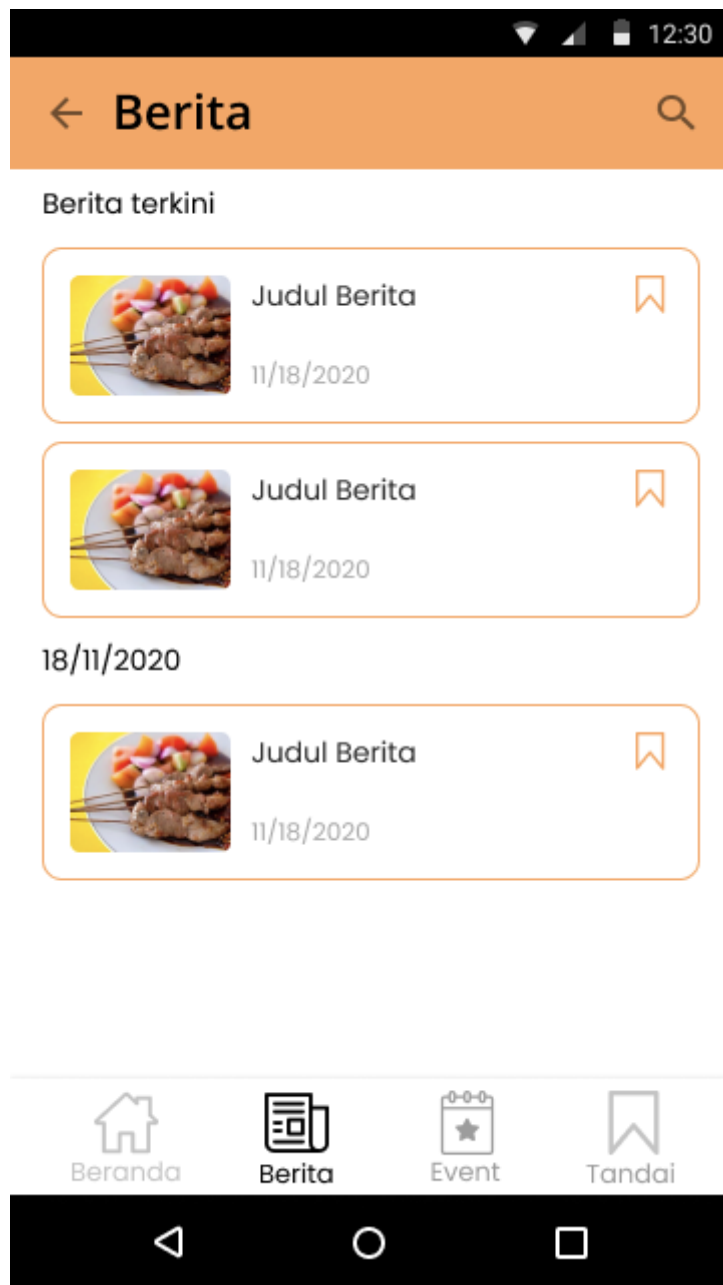 12:30
Berita
Berita terkini
Judul Berita
11/18/2020
Judul Berita
11/18/2020
18/11/2020
Judul Berita
11/18/2020
Beranda
Berita
Event
Tandai